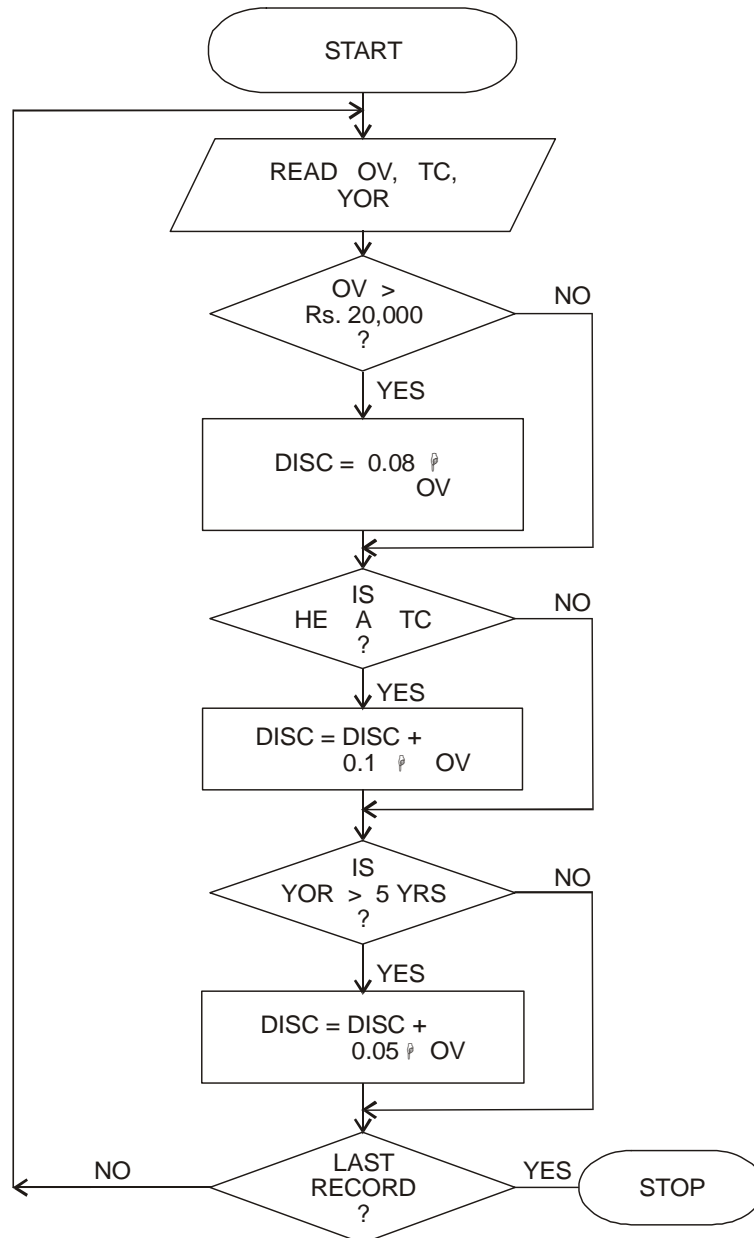 START
READ OV, TC,
YOR
OV >
Rs. 20,000
?
NO
YES
DISC = 0.08
OV
IS
HE A TC
?
NO
YES
DISC = DISC +
0.1 OV
IS
YOR > 5 YRS
?
NO
YES
DISC = DISC +
0.05 OV
LAST
RECORD
?
NO
YES
STOP